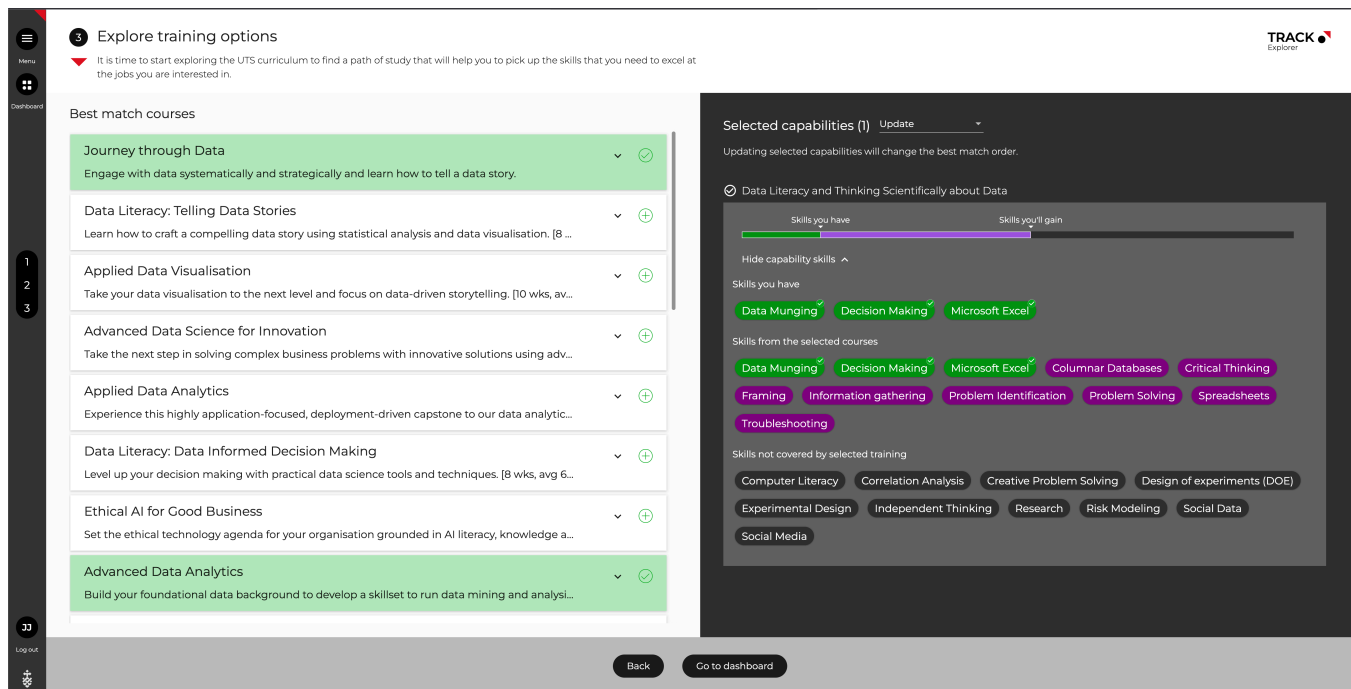 Menu
Dashboard
1
2
3
JJ
Log out
3 Explore training options
It is time to start exploring the UTS curriculum to find a path of study that will help you to pick up the skills that you need to excel at
the jobs you are interested in.
TRACK
Explorer
Best match courses
Journey through Data
Engage with data systematically and strategically and learn how to tell a data story.
Data Literacy: Telling Data Stories
Learn how to craft a compelling data story using statistical analysis and data visualisation. [8 ...
Applied Data Visualisation
Take your data visualisation to the next level and focus on data-driven storytelling. [10 wks, av...
Advanced Data Science for Innovation
Take the next step in solving complex business problems with innovative solutions using adv...
Applied Data Analytics
Experience this highly application-focused, deployment-driven capstone to our data analytic...
Data Literacy: Data Informed Decision Making
Level up your decision making with practical data science tools and techniques. [8 wks, avg 6...
Ethical AI for Good Business
Set the ethical technology agenda for your organisation grounded in AI literacy, knowledge a...
Advanced Data Analytics
Build your foundational data background to develop a skillset to run data mining and analysi...
Selected capabilities (1) Update
Updating selected capabilities will change the best match order.
Data Literacy and Thinking Scientifically about Data
Skills you have Skills you'll gain
Hide capability skills
Skills you have
Data Munging Decision Making Microsoft Excel
Skills from the selected courses
Data Munging Decision Making Microsoft Excel Columnar Databases Critical Thinking
Framing Information gathering Problem Identification Problem Solving Spreadsheets
Troubleshooting
Skills not covered by selected training
Computer Literacy Correlation Analysis Creative Problem Solving Design of experiments (DOE)
Experimental Design Independent Thinking Research Risk Modeling Social Data
Social Media
Back Go to dashboard